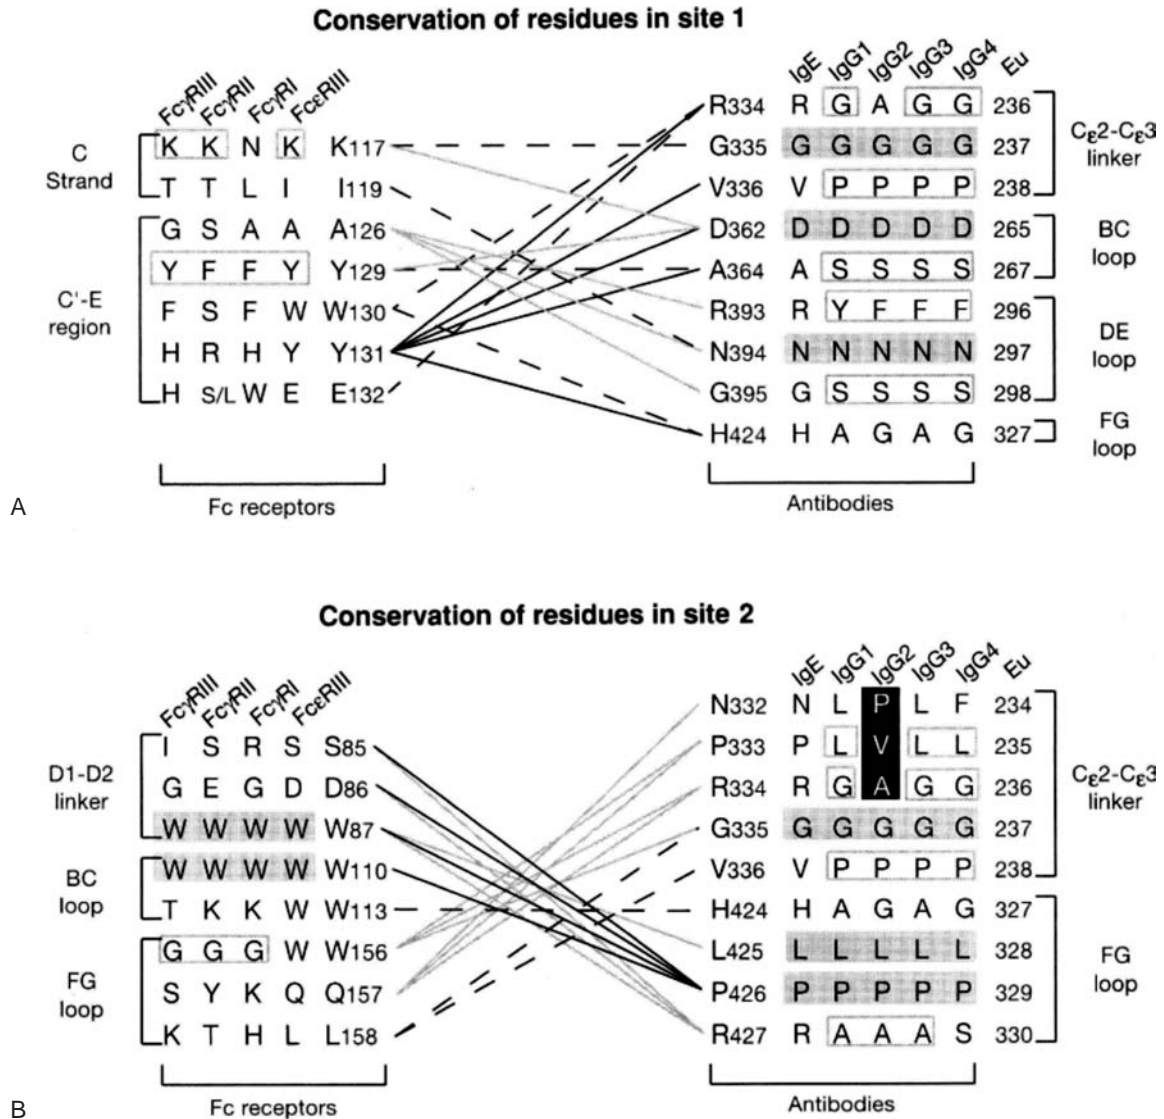 Conservation of residues in site 1
FcγRIII FcγRII FcγRI FcεRIII
C Strand
K K N K K117
T T L I I119
C'-E region
G S A A A126
Y F F Y Y129
F S F W W130
H R H Y Y131
H S/L W E E132
Fc receptors
IgE IgG1 IgG2 IgG3 IgG4 Eu
R334 R G A G G 236
G335 G G G G G 237
V336 V P P P P 238
Cε2-Cε3 linker
D362 D D D D D 265
A364 A S S S S 267
BC loop
R393 R Y F F F 296
N394 N N N N N 297
G395 G S S S S 298
DE loop
H424 H A G A G 327
FG loop
Antibodies
A
Conservation of residues in site 2
FcγRIII FcγRII FcγRI FcεRIII
D1-D2 linker
I S R S S85
G E G D D86
W W W W W87
BC loop
W W W W W110
T K K W W113
FG loop
G G G W W156
S Y K Q Q157
K T H L L158
Fc receptors
IgE IgG1 IgG2 IgG3 IgG4 Eu
N332 N L P L F 234
P333 P L V L L 235
R334 R G A G G 236
G335 G G G G G 237
V336 V P P P P 238
Cε2-Cε3 linker
H424 H A G A G 327
L425 L L L L L 328
P426 P P P P P 329
R427 R A A A S 330
FG loop
Antibodies
B